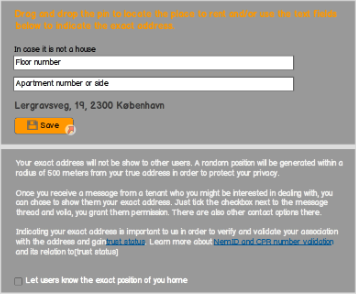 Drag and drop the pin to locate the place to rent and/or use the text fields
below to indicate the exact address.
In case it is not a house
Floor number
Apartment number or side
Lergravsveg, 19, 2300 København
Save
Your exact address will not be show to other users. A random position will be generated within a
radius of 500 meters from your true address in order to protect your privacy.
Once you receive a message from a tenant who you might be interested in dealing with, you
can chose to show them your exact address. Just tick the checkbox next to the
message thread and voila, you grant them permission. There are also other contact options there.
Indicating your exact address is important to us in order to verify and validate your association
with the address and gain trust status. Learn more about NemID and CPR number validation
and its relation to[trust status]
Let users know the exact position of you home